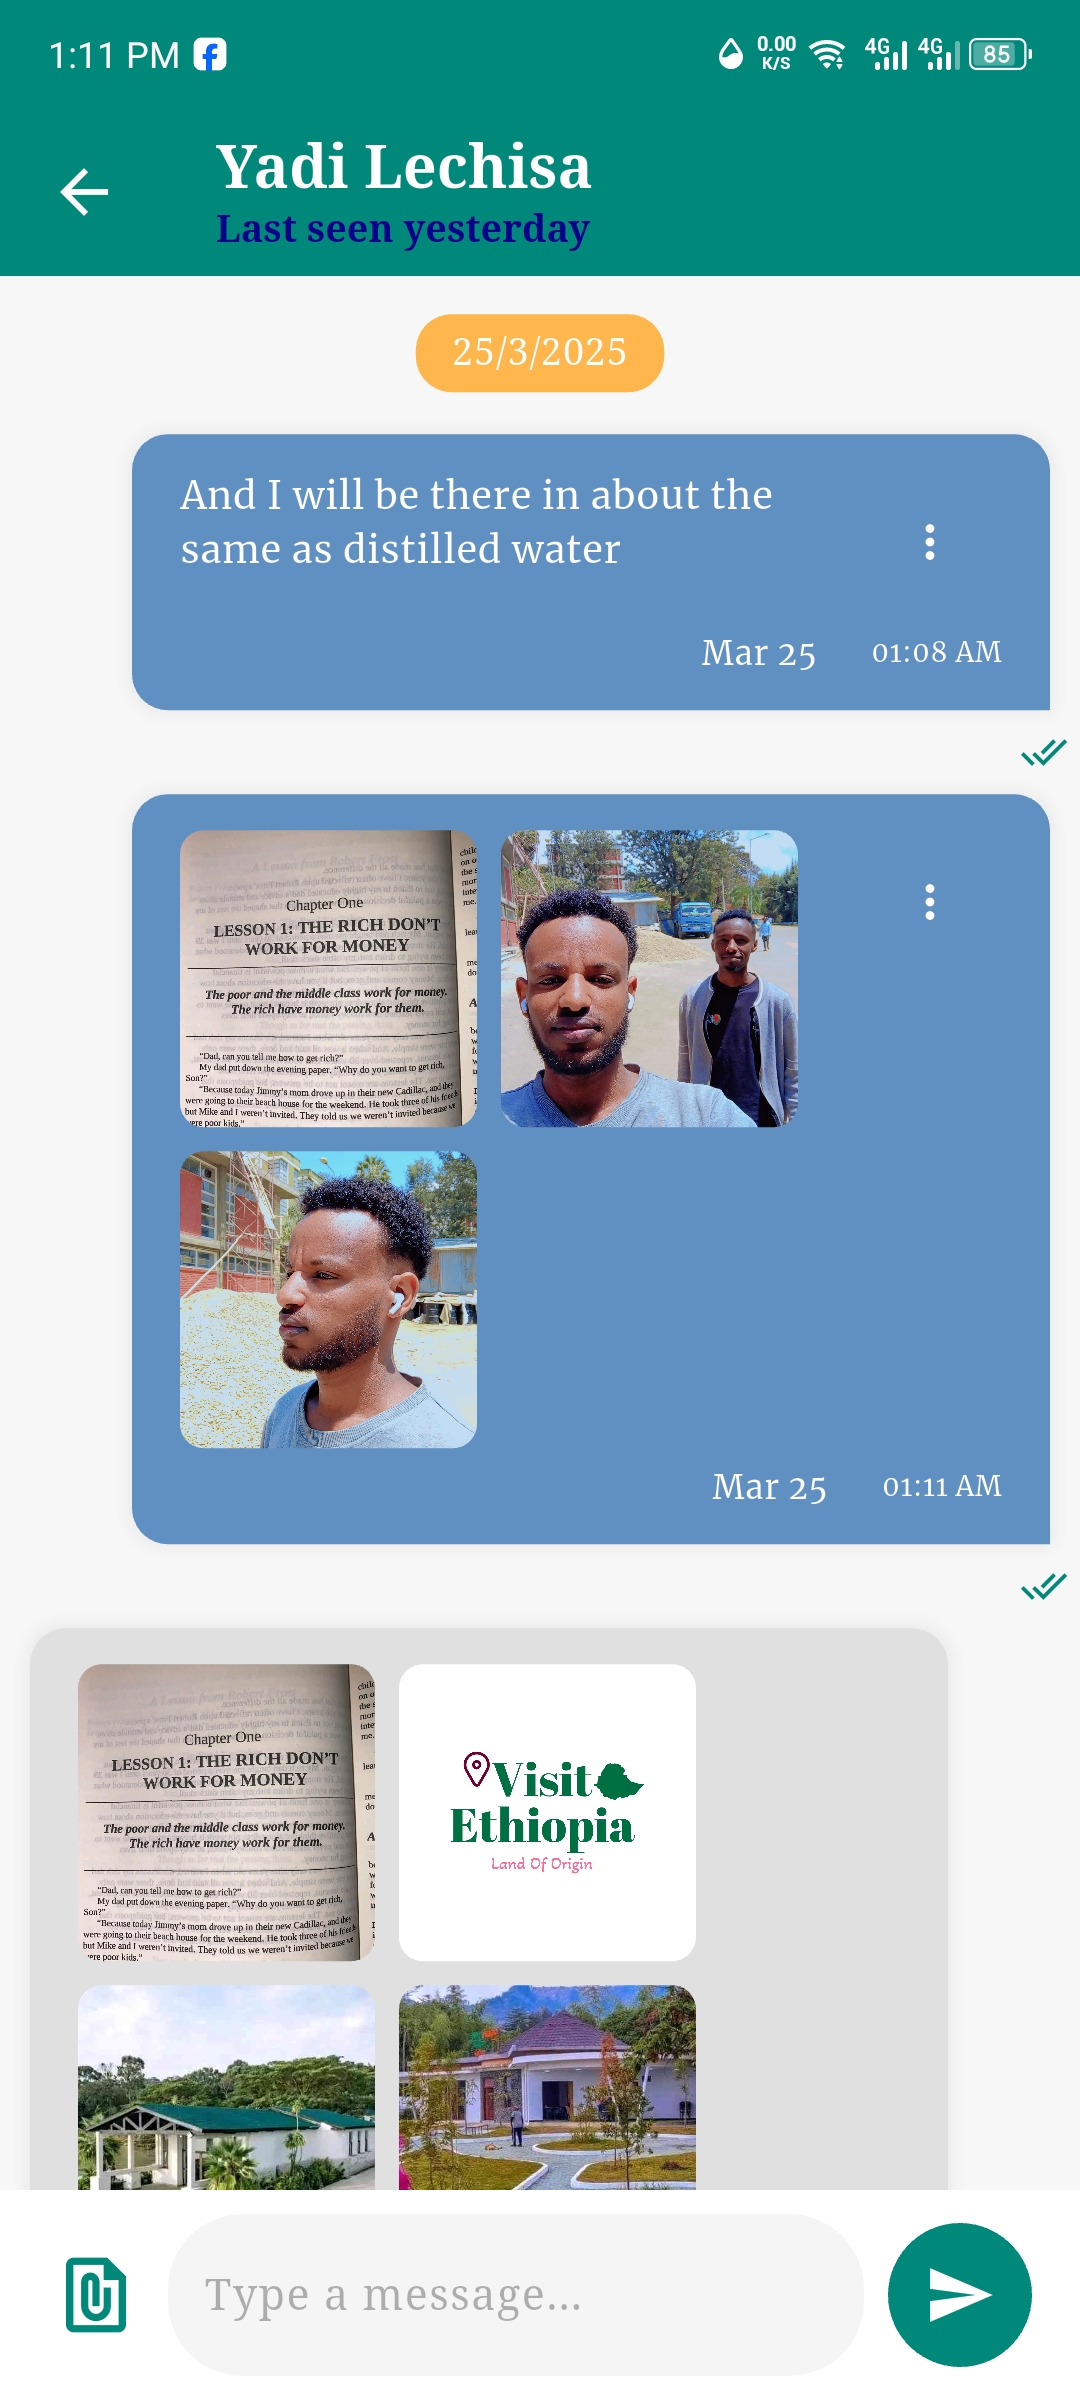 1:11 PM
0.00
K/S
4G
4G
85
Yadi Lechisa
Last seen yesterday
25/3/2025
And I will be there in about the
same as distilled water
Mar 25 01:08 AM
Chapter One
LESSON 1: THE RICH DON'T
WORK FOR MONEY
The poor and the middle class work for money.
The rich have money work for them.
"Dad, can you tell me how to get rich?"
My dad put down the evening paper. "Why do you want to get rich,
Son?"
"Because today Jimmy's mom drove up in their new Cadillac, and they
were going to their beach house for the weekend. He took three of his friends
but Mike and I weren't invited. They told us we weren't invited because we
were poor kids."
Mar 25 01:11 AM
Chapter One
LESSON 1: THE RICH DON'T
WORK FOR MONEY
The poor and the middle class work for money.
The rich have money work for them.
"Dad, can you tell me how to get rich?"
My dad put down the evening paper. "Why do you want to get rich,
Son?"
"Because today Jimmy's mom drove up in their new Cadillac, and they
were going to their beach house for the weekend. He took three of his friends
but Mike and I weren't invited. They told us we weren't invited because we
were poor kids."
Visit
Ethiopia
Land Of Origin
Type a message...